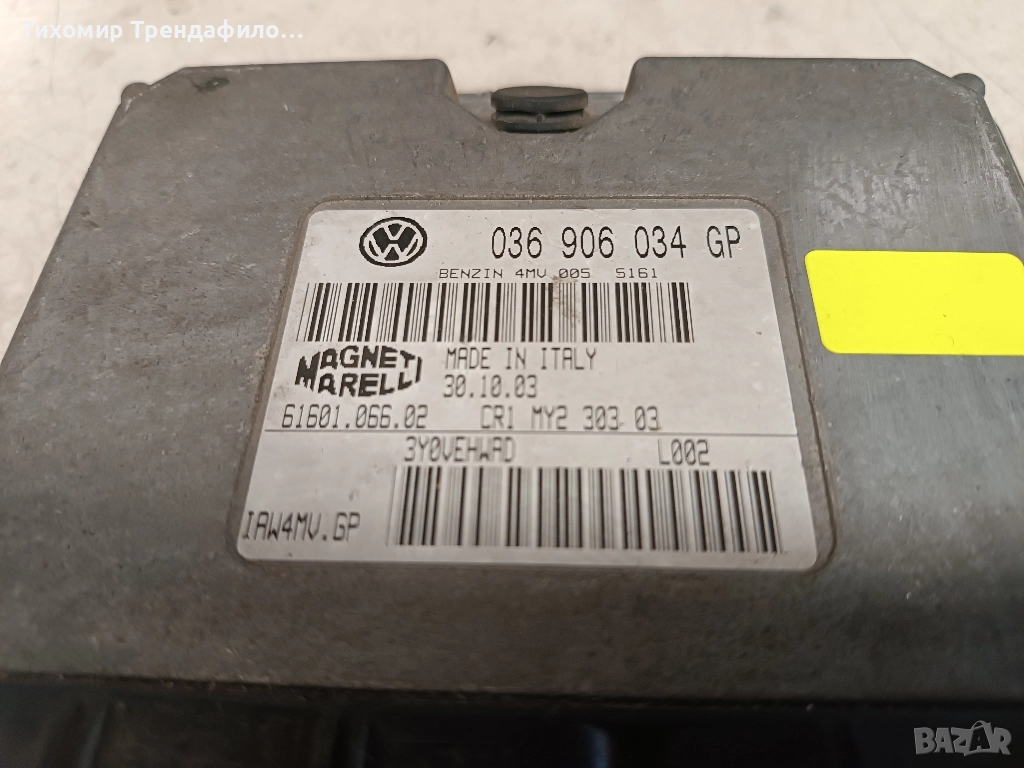 Тихомир Трендафило...
036 906 034 GP
BENZIN 4MV 005 5161
MAGNETI MARELLI
MADE IN ITALY
30.10.03
61601.066.02 CR1 MY2 303 03
3Y0VEHWAD L002
IAW4MV.GP
BAZAR